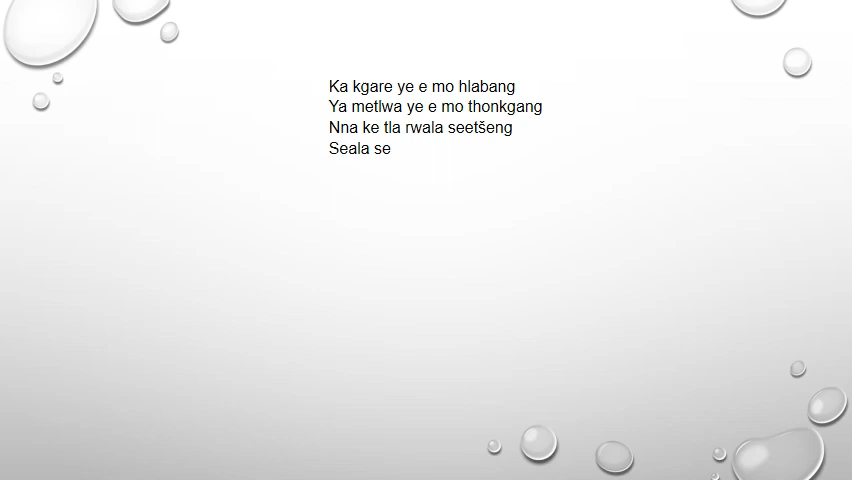 Ka kgare ye e mo hlabang
Ya metlwa ye e mo thonkgang
Nna ke tla rwala seetšeng
Seala se